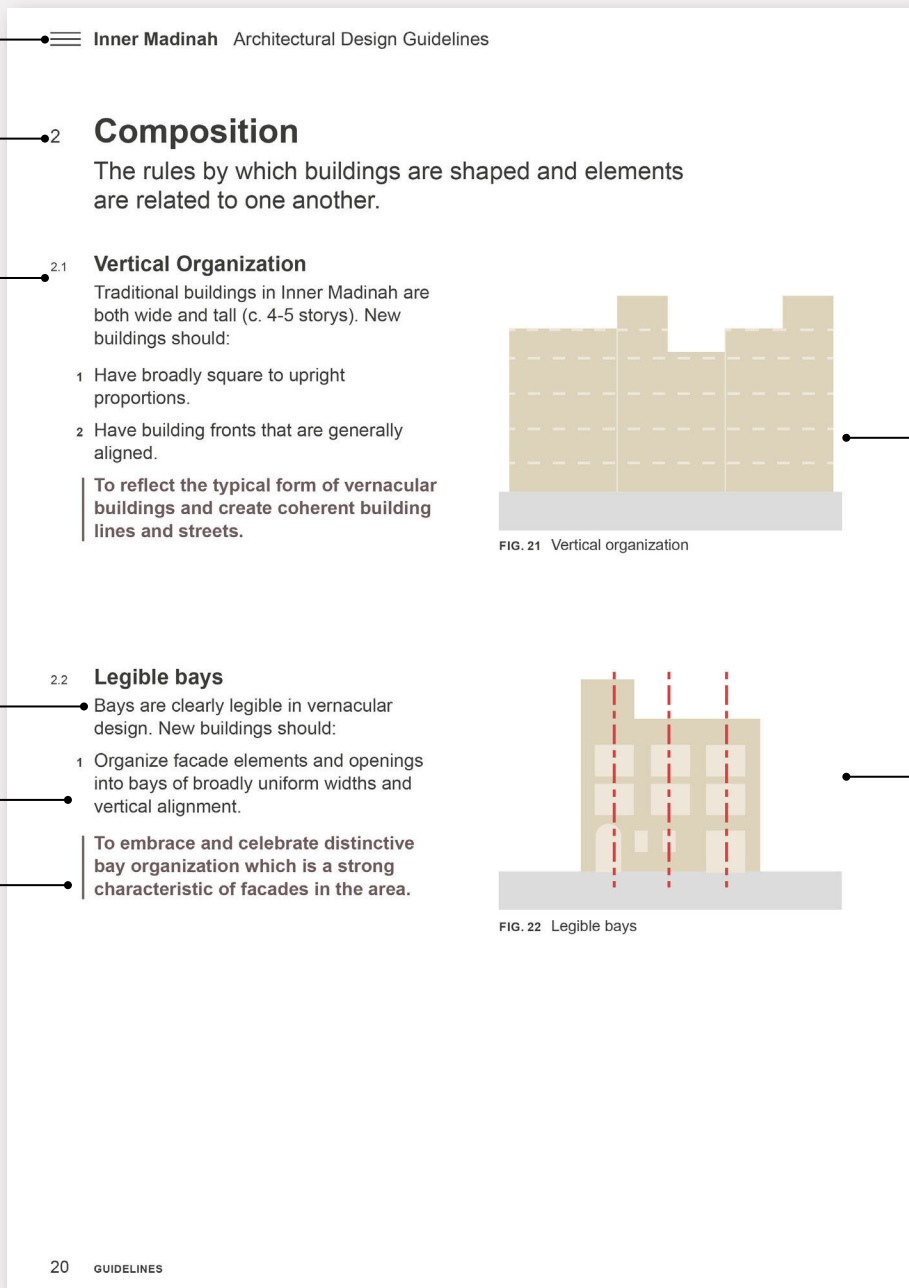 Inner Madinah Architectural Design Guidelines
2 Composition
The rules by which buildings are shaped and elements
are related to one another.
2.1 Vertical Organization
Traditional buildings in Inner Madinah are
both wide and tall (c. 4-5 storys). New
buildings should:
1 Have broadly square to upright
proportions.
2 Have building fronts that are generally
aligned.
To reflect the typical form of vernacular
buildings and create coherent building
lines and streets.
FIG. 21 Vertical organization
2.2 Legible bays
Bays are clearly legible in vernacular
design. New buildings should:
1 Organize facade elements and openings
into bays of broadly uniform widths and
vertical alignment.
To embrace and celebrate distinctive
bay organization which is a strong
characteristic of facades in the area.
FIG. 22 Legible bays
20 GUIDELINES